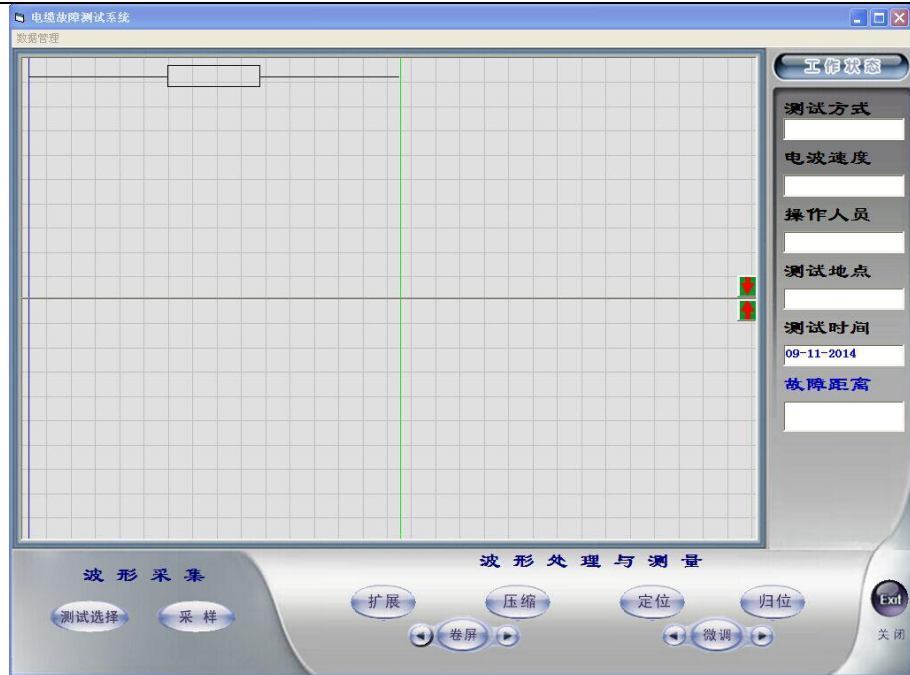 电缆故障测试系统
数据管理
工作状态
测试方式
电波速度
操作人员
测试地点
测试时间
09-11-2014
故障距离
波形采集
测试选择
采样
波形处理与测量
扩展
压缩
定位
归位
卷屏
微调
Exit
关闭